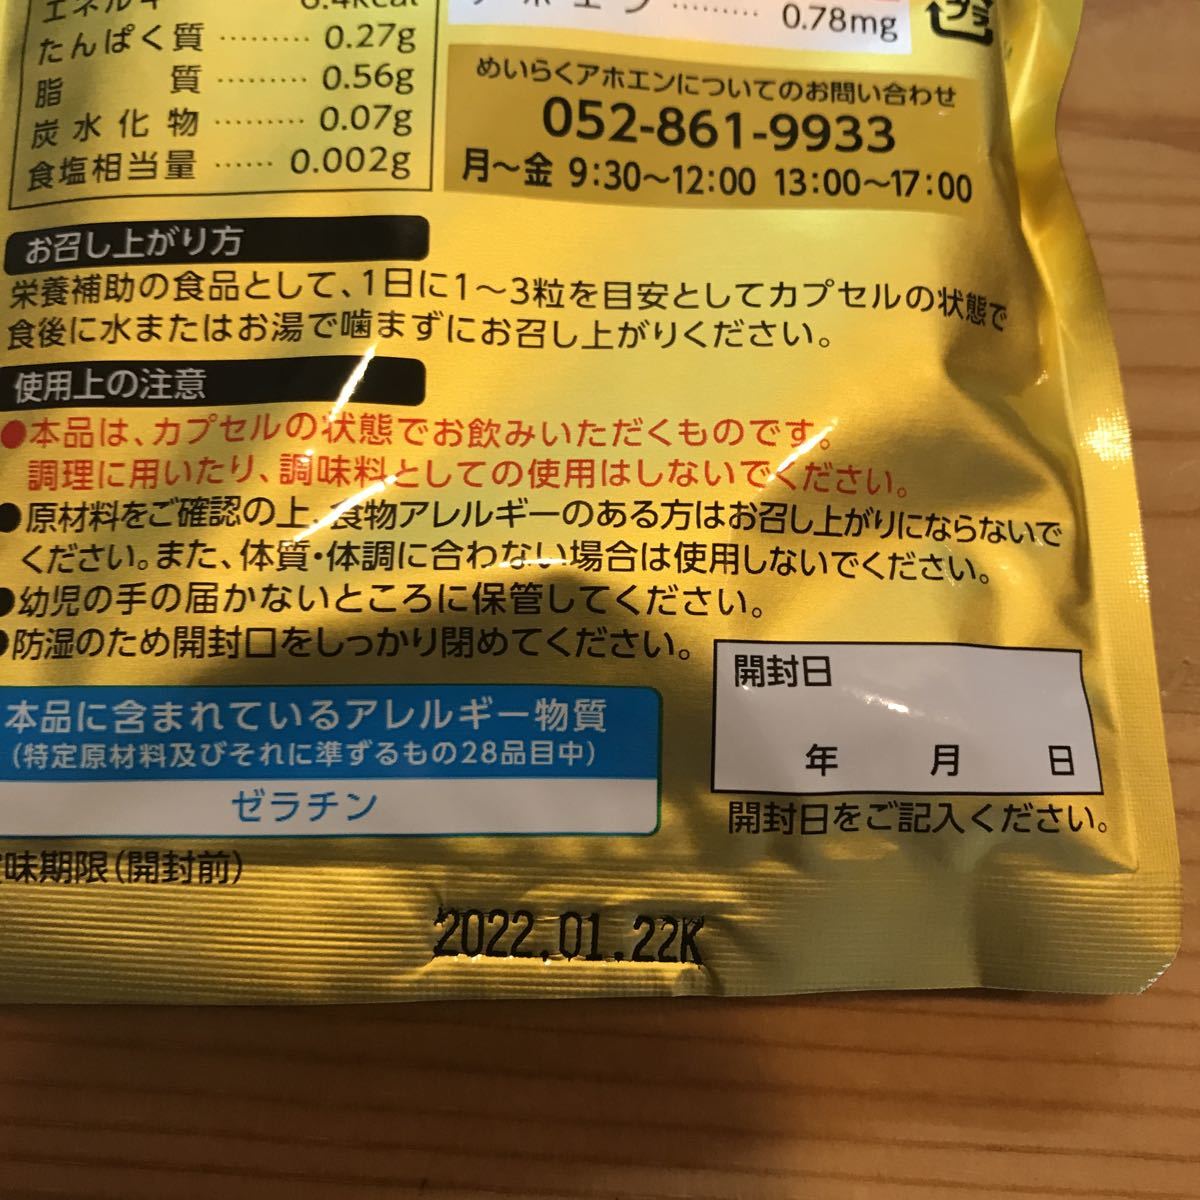 エネルギー
6.4kcal
たんぱく質 ……… 0.27g
脂　　質 ……… 0.56g
炭水化物 ……… 0.07g
食塩相当量 …… 0.002g
……… 0.78mg
プラ
めいらくアホエンについてのお問い合わせ
052-861-9933
月～金 9:30～12:00 13:00～17:00
お召し上がり方
栄養補助の食品として、1日に1～3粒を目安としてカプセルの状態で
食後に水またはお湯で噛まずにお召し上がりください。
使用上の注意
●本品は、カプセルの状態でお飲みいただくものです。
調理に用いたり、調味料としての使用はしないでください。
●原材料をご確認の上、食物アレルギーのある方はお召し上がりにならないで
ください。また、体質・体調に合わない場合は使用しないでください。
●幼児の手の届かないところに保管してください。
●防湿のため開封口をしっかり閉めてください。
開封日
年　月　日
開封日をご記入ください。
本品に含まれているアレルギー物質
(特定原材料及びそれに準ずるもの28品目中)
ゼラチン
味期限(開封前)
2022.01.22K